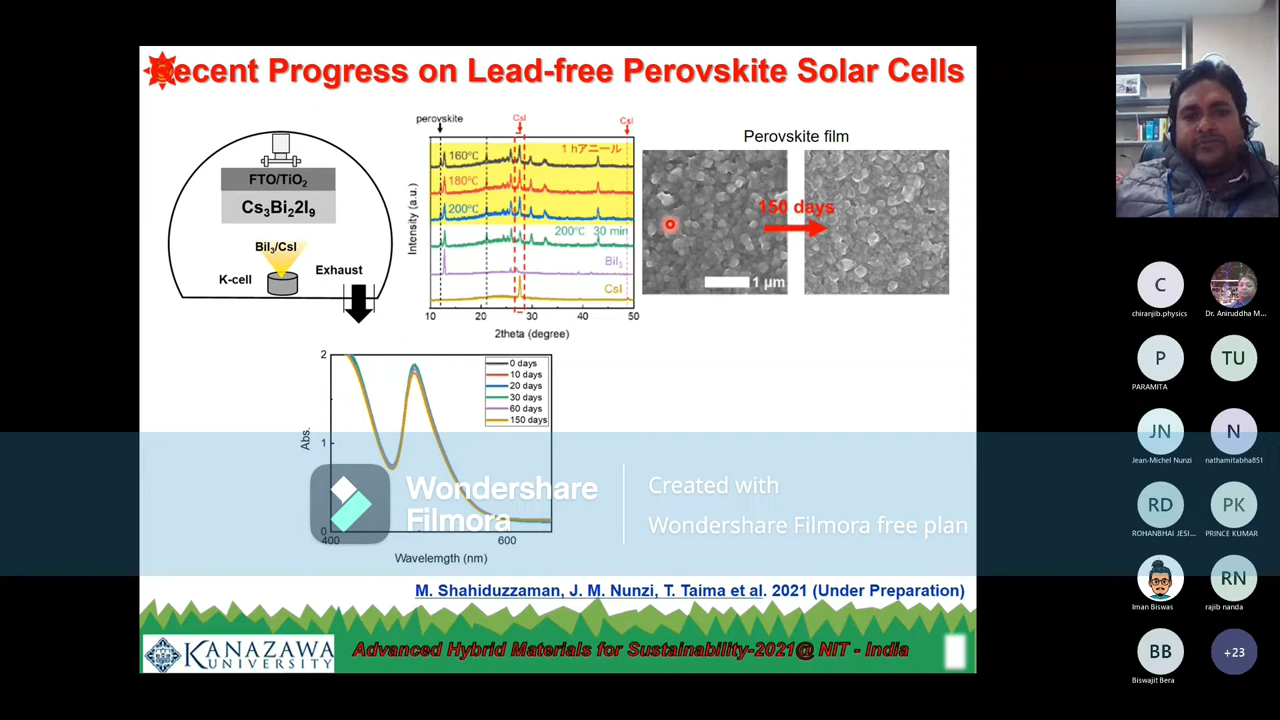 Recent Progress on Lead-free Perovskite Solar Cells
FTO/TiO2
Cs3Bi22I9
BiI3/CsI
K-cell
Exhaust
perovskite
CsI
CsI
160℃
1 hアニール
180℃
200℃
200℃ 30 min
BiI3
CsI
Intensity (a.u.)
10
20
30
40
50
2theta (degree)
Perovskite film
150 days
1 μm
2
1
0
Abs.
0 days
10 days
20 days
30 days
60 days
150 days
400
600
Wavelength (nm)
Wondershare
Filmora
Created with
Wondershare Filmora free plan
M. Shahiduzzaman, J. M. Nunzi, T. Taima et al. 2021 (Under Preparation)
KANAZAWA
UNIVERSITY
Advanced Hybrid Materials for Sustainability-2021@ NIT - India
C
chiranjib.physics
Dr. Aniruddha M...
P
PARAMITA
TU
JN
Jean-Michel Nunzi
N
nathamitabha851
RD
ROHANBHAI JESI...
PK
PRINCE KUMAR
Iman Biswas
RN
rajib nanda
BB
Biswajit Bera
+23